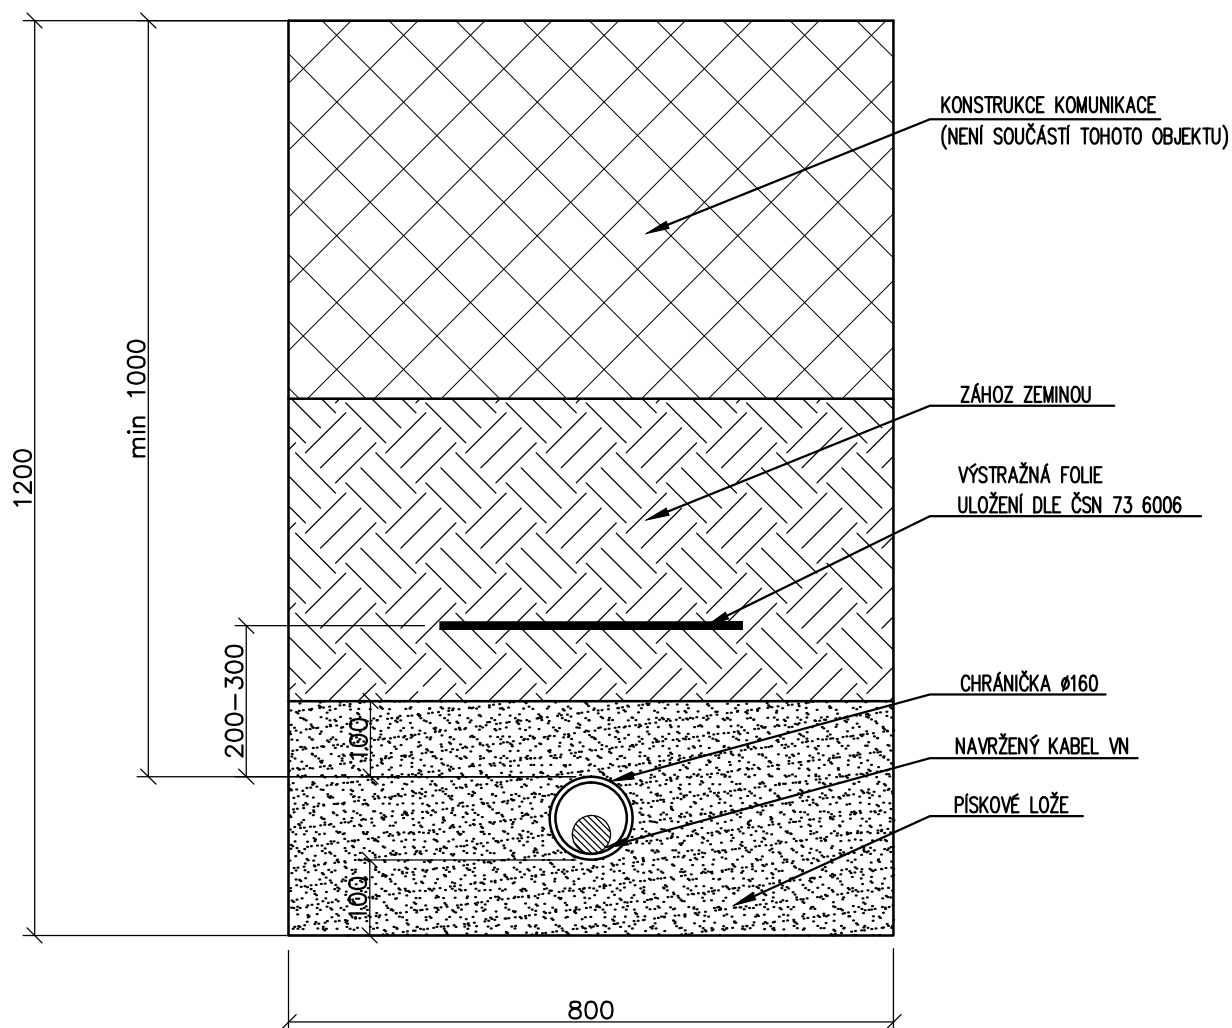 KONSTRUKCE KOMUNIKACE
(NENÍ SOUČÁSTÍ TOHOTO OBJEKTU)
min 1000
ZÁHOZ ZEMINOU
1200
VÝSTRAŽNÁ FOLIE
ULOŽENÍ DLE ČSN 73 6006
200-300
CHRÁNIČKA ø160
100
NAVRŽENÝ KABEL VN
PÍSKOVÉ LOŽE
100
800